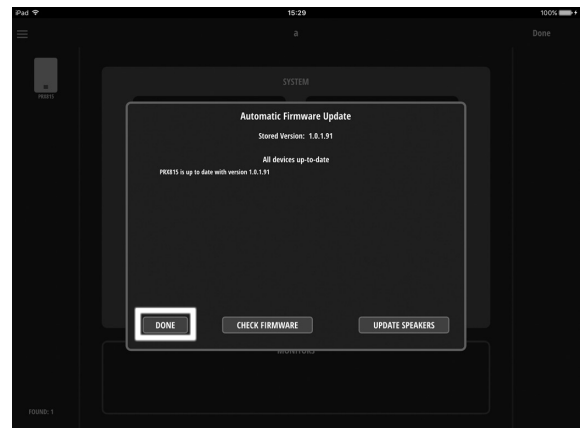 iPad 15:29 100%
a Done
PRX815
SYSTEM
Automatic Firmware Update
Stored Version: 1.0.1.91
All devices up-to-date
PRX815 is up to date with version 1.0.1.91
DONE CHECK FIRMWARE UPDATE SPEAKERS
MONITORS
FOUND: 1